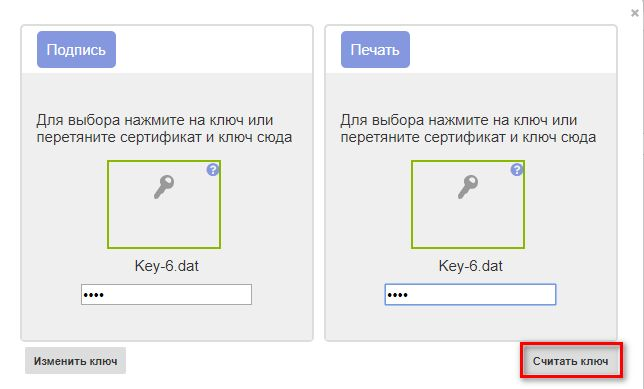 Подпись
Для выбора нажмите на ключ или
перетяните сертификат и ключ сюда
?
Key-6.dat
••••
Изменить ключ
Печать
Для выбора нажмите на ключ или
перетяните сертификат и ключ сюда
?
Key-6.dat
••••
Считать ключ